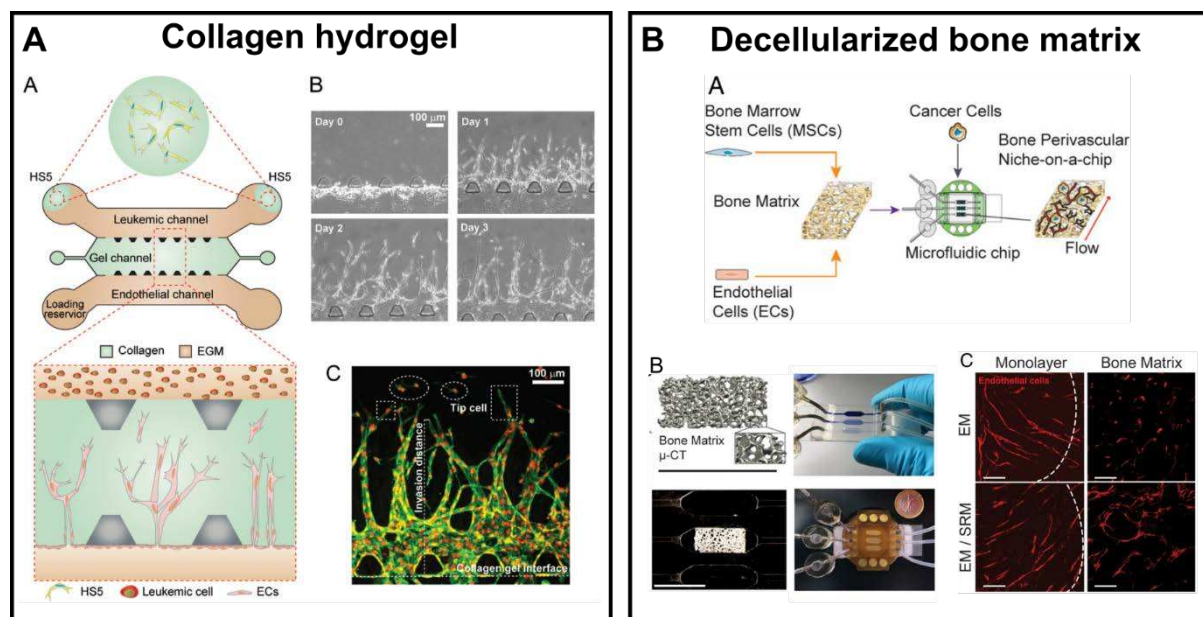 A Collagen hydrogel
A
HS5
HS5
Leukemic channel
Gel channel
Endothelial channel
Loading
reservior
Collagen
EGM
HS5
Leukemic cell
ECs
B
Day 0
100 μm
Day 1
Day 2
Day 3
C
100 μm
Tip cell
Invasion distance
Collagen gel interface
B Decellularized bone matrix
A
Bone Marrow
Stem Cells (MSCs)
Cancer Cells
Bone Perivascular
Niche-on-a-chip
Bone Matrix
Microfluidic chip
Flow
Endothelial
Cells (ECs)
B
Bone Matrix
μ-CT
C
Monolayer
Bone Matrix
Endothelial cells
EM
EM / SRM